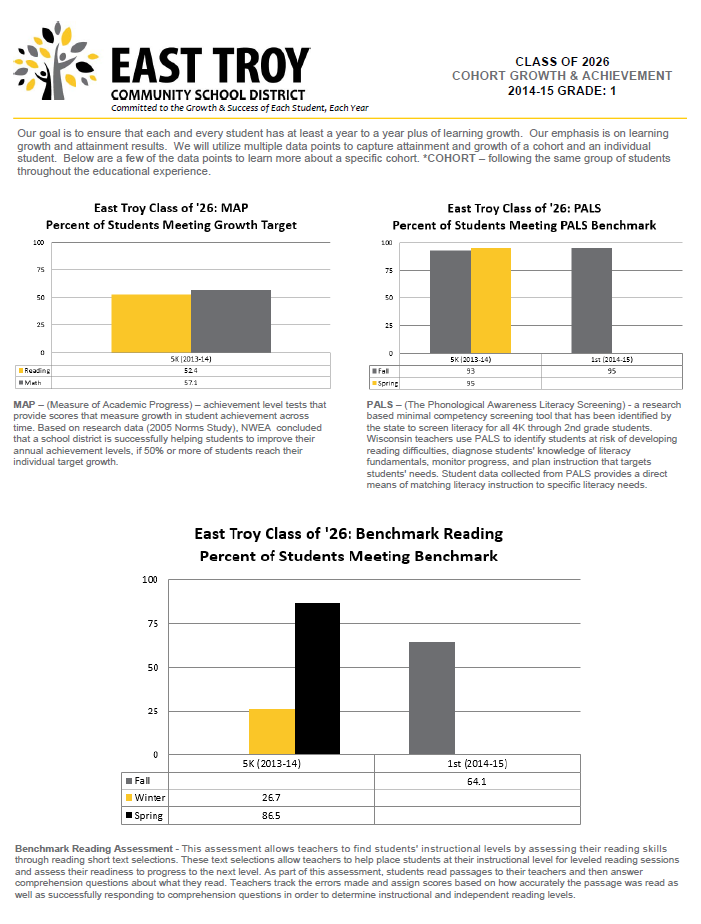 EAST TROY
COMMUNITY SCHOOL DISTRICT
Committed to the Growth & Success of Each Student, Each Year
CLASS OF 2026
COHORT GROWTH & ACHIEVEMENT
2014-15 GRADE: 1
Our goal is to ensure that each and every student has at least a year to a year plus of learning growth. Our emphasis is on learning
growth and attainment results. We will utilize multiple data points to capture attainment and growth of a cohort and an individual
student. Below are a few of the data points to learn more about a specific cohort. *COHORT – following the same group of students
throughout the educational experience.
East Troy Class of '26: MAP
Percent of Students Meeting Growth Target
100
75
50
25
0
5K (2013-14)
Reading 52.4
Math 57.1
MAP – (Measure of Academic Progress) – achievement level tests that
provide scores that measure growth in student achievement across
time. Based on research data (2005 Norms Study), NWEA concluded
that a school district is successfully helping students to improve their
annual achievement levels, if 50% or more of students reach their
individual target growth.
East Troy Class of '26: PALS
Percent of Students Meeting PALS Benchmark
100
75
50
25
0
5K (2013-14) 1st (2014-15)
Fall 93 95
Spring 95
PALS – (The Phonological Awareness Literacy Screening) - a research
based minimal competency screening tool that has been identified by
the state to screen literacy for all 4K through 2nd grade students.
Wisconsin teachers use PALS to identify students at risk of developing
reading difficulties, diagnose students' knowledge of literacy
fundamentals, monitor progress, and plan instruction that targets
students' needs. Student data collected from PALS provides a direct
means of matching literacy instruction to specific literacy needs.
East Troy Class of '26: Benchmark Reading
Percent of Students Meeting Benchmark
100
75
50
25
0
5K (2013-14) 1st (2014-15)
Fall 64.1
Winter 26.7
Spring 86.5
Benchmark Reading Assessment - This assessment allows teachers to find students' instructional levels by assessing their reading skills
through reading short text selections. These text selections allow teachers to help place students at their instructional level for leveled reading sessions
and assess their readiness to progress to the next level. As part of this assessment, students read passages to their teachers and then answer
comprehension questions about what they read. Teachers track the errors made and assign scores based on how accurately the passage was read as
well as successfully responding to comprehension questions in order to determine instructional and independent reading levels.